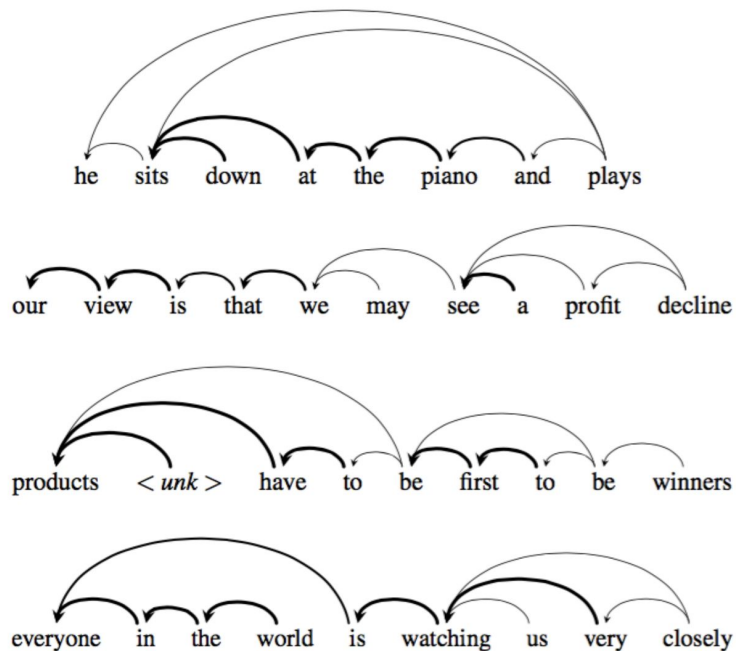 he sits down at the piano and plays
our view is that we may see a profit decline
products <unk> have to be first to be winners
everyone in the world is watching us very closely